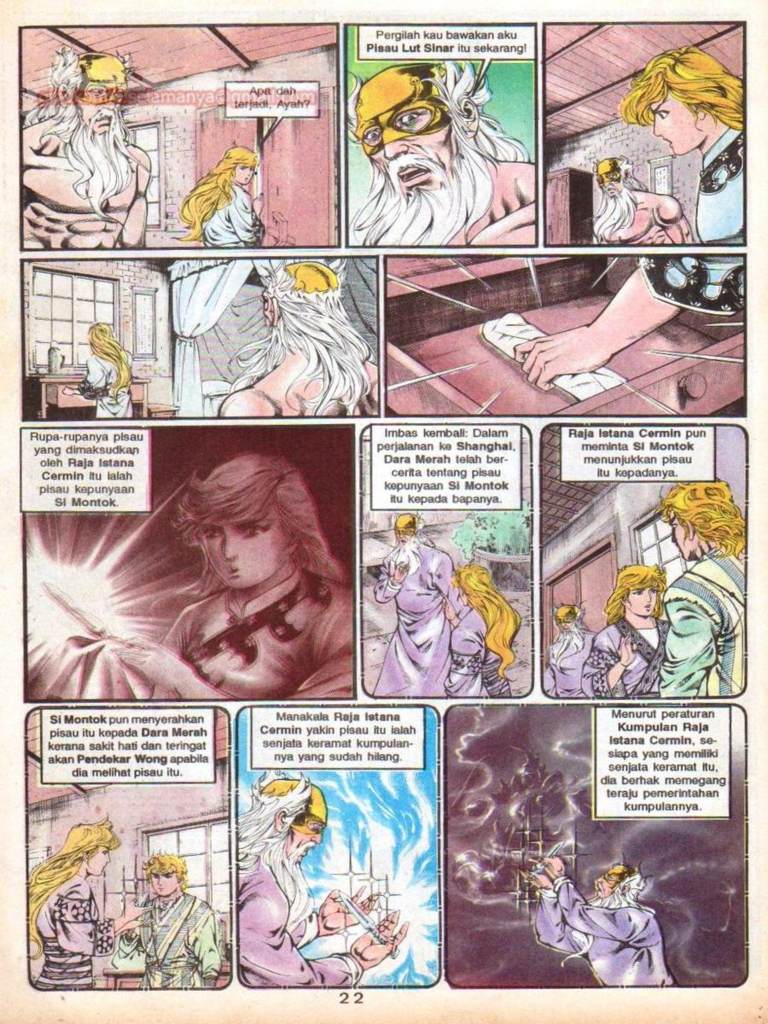 Apa dah
terjadi, Ayah?
Pergilah kau bawakan aku
Pisau Lut Sinar itu sekarang!
Rupa-rupanya pisau
yang dimaksudkan
oleh Raja Istana
Cermin itu ialah
pisau kepunyaan
Si Montok.
Imbas kembali: Dalam
perjalanan ke Shanghai,
Dara Merah telah ber-
cerita tentang pisau
kepunyaan Si Montok
itu kepada bapanya.
Raja Istana Cermin pun
meminta Si Montok
menunjukkan pisau
itu kepadanya.
Si Montok pun menyerahkan
pisau itu kepada Dara Merah
kerana sakit hati dan teringat
akan Pendekar Wong apabila
dia melihat pisau itu.
Manakala Raja Istana
Cermin yakin pisau itu ialah
senjata keramat kumpulan-
nya yang sudah hilang.
Menurut peraturan
Kumpulan Raja
Istana Cermin, se-
siapa yang memiliki
senjata keramat itu,
dia berhak memegang
teraju pemerintahan
kumpulannya.
22